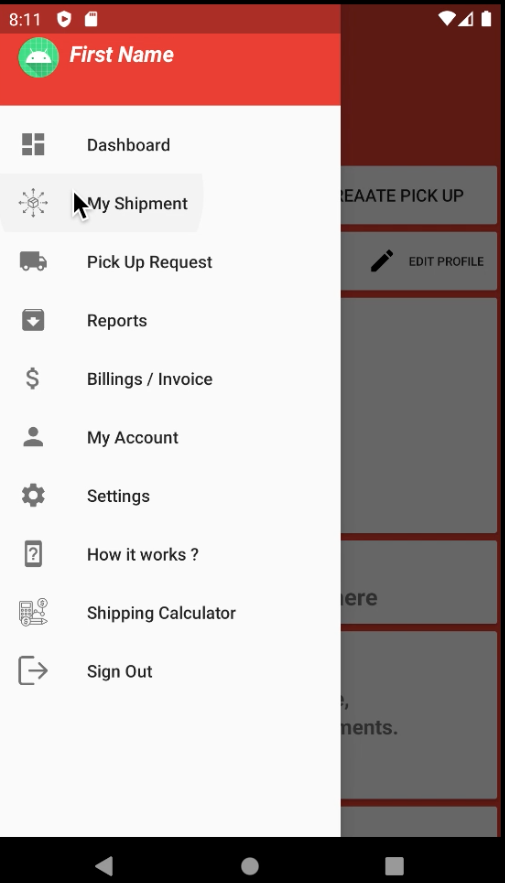 8:11
First Name
Dashboard
My Shipment
Pick Up Request
Reports
Billings / Invoice
My Account
Settings
How it works ?
Shipping Calculator
Sign Out
REAATE PICK UP
EDIT PROFILE
here
e,
ments.